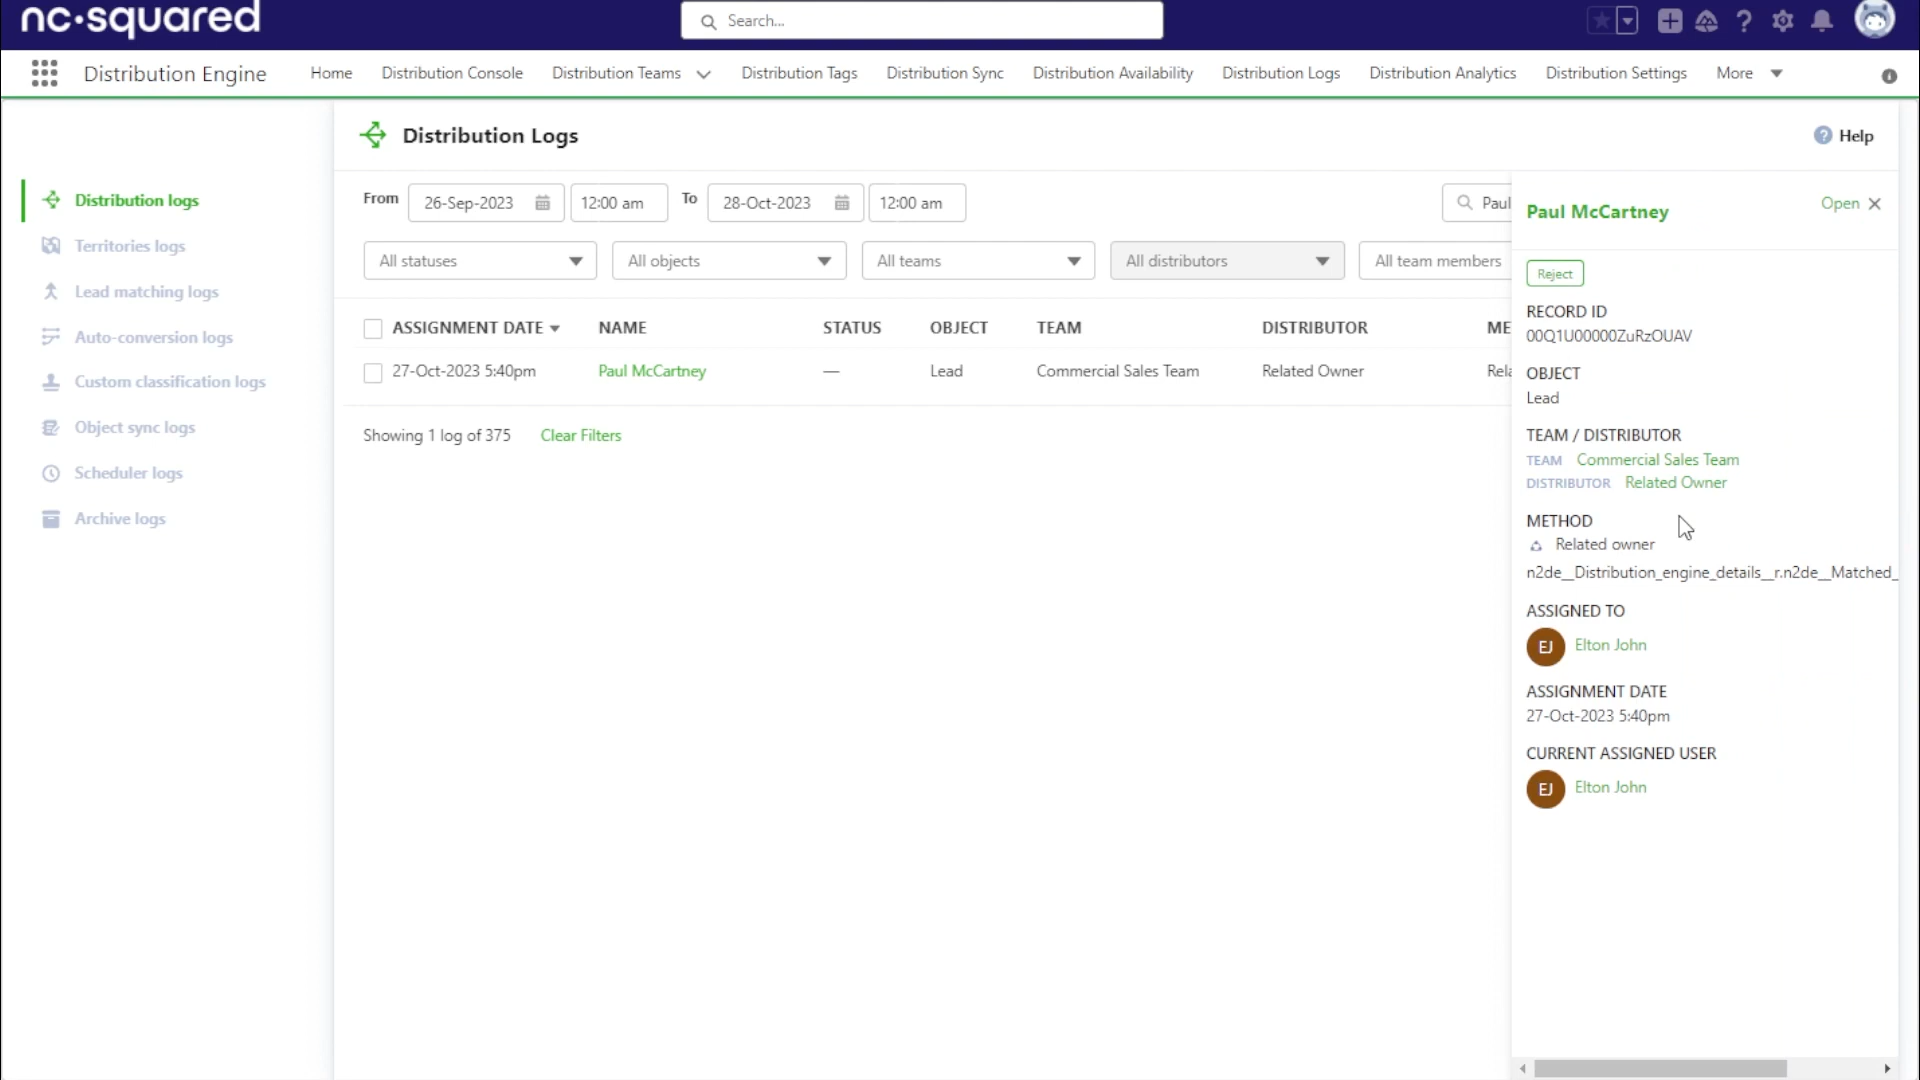 nc·squared
Search...
Distribution Engine
Home
Distribution Console
Distribution Teams
Distribution Tags
Distribution Sync
Distribution Availability
Distribution Logs
Distribution Analytics
Distribution Settings
More
Distribution logs
Territories logs
Lead matching logs
Auto-conversion logs
Custom classification logs
Object sync logs
Scheduler logs
Archive logs
Distribution Logs
Help
From 26-Sep-2023 12:00 am To 28-Oct-2023 12:00 am
Paul
All statuses
All objects
All teams
All distributors
All team members
ASSIGNMENT DATE NAME STATUS OBJECT TEAM DISTRIBUTOR ME
27-Oct-2023 5:40pm Paul McCartney — Lead Commercial Sales Team Related Owner Rela
Showing 1 log of 375 Clear Filters
Paul McCartney
Open
Reject
RECORD ID
00Q1U00000ZuRzOUAV
OBJECT
Lead
TEAM / DISTRIBUTOR
TEAM Commercial Sales Team
DISTRIBUTOR Related Owner
METHOD
Related owner
n2de__Distribution_engine_details__r.n2de__Matched_
ASSIGNED TO
EJ Elton John
ASSIGNMENT DATE
27-Oct-2023 5:40pm
CURRENT ASSIGNED USER
EJ Elton John